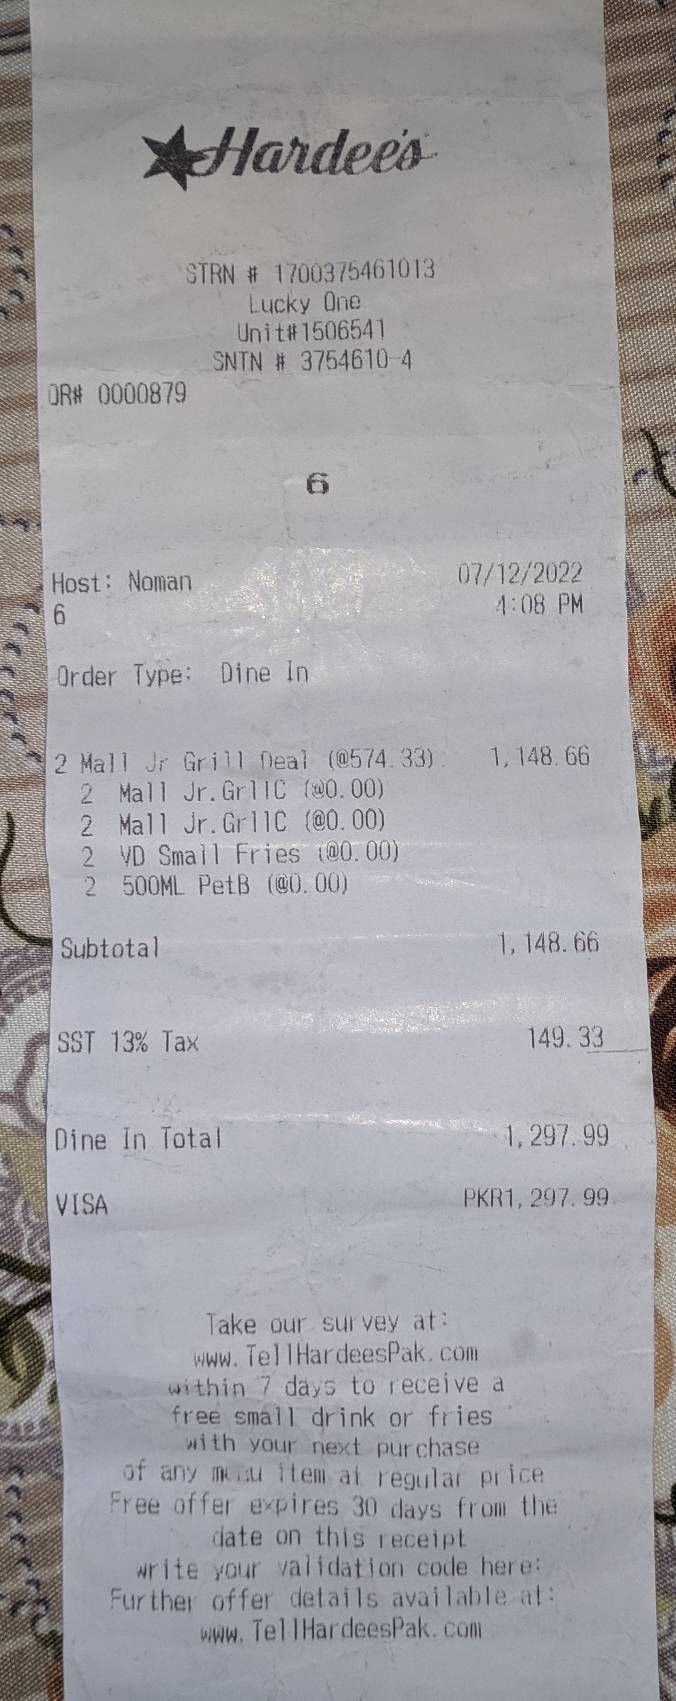 Hardee's
STRN # 1700375461013
Lucky One
Unit#1506541
SNTN # 3754610-4
OR# 0000879
6
Host: Noman 07/12/2022
6 4:08 PM
Order Type: Dine In
2 Mall Jr Grill Deal (@574.33) 1,148.66
2 Mall Jr.GrllC (@0.00)
2 Mall Jr.GrllC (@0.00)
2 VD Small Fries (@0.00)
2 500ML PetB (@0.00)
Subtotal 1,148.66
SST 13% Tax 149.33
Dine In Total 1,297.99
VISA PKR1,297.99
Take our survey at:
www.TellHardeesPak.com
within 7 days to receive a
free small drink or fries
with your next purchase
of any menu item at regular price
Free offer expires 30 days from the
date on this receipt
write your validation code here:
Further offer details available at:
www.TellHardeesPak.com